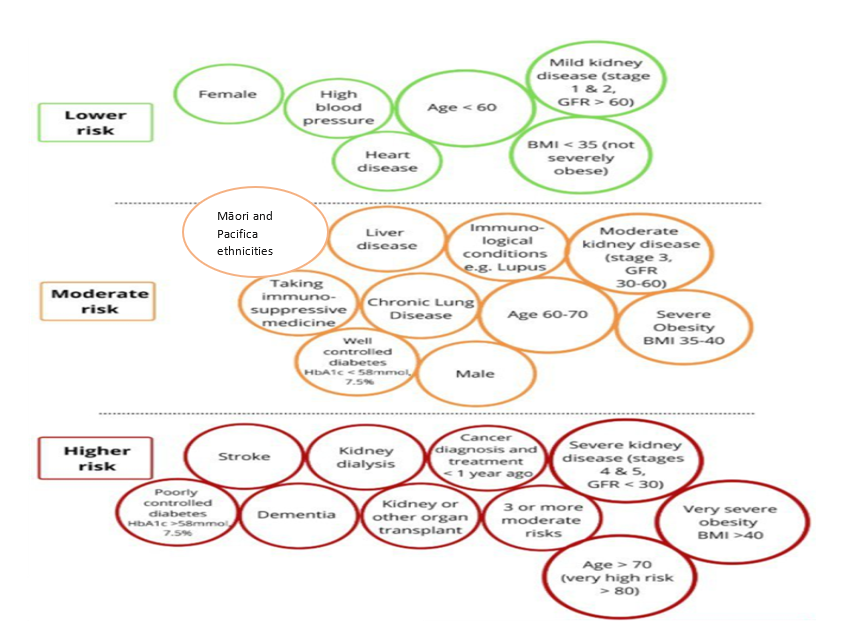 Lower
risk
Female
High
blood
pressure
Age < 60
Mild kidney
disease (stage
1 & 2,
GFR > 60)
Heart
disease
BMI < 35 (not
severely
obese)
Māori and
Pacifica
ethnicities
Moderate
risk
Liver
disease
Immuno-
logical
conditions
e.g. Lupus
Moderate
kidney disease
(stage 3,
GFR
30-60)
Taking
immuno-
suppressive
medicine
Chronic Lung
Disease
Age 60-70
Severe
Obesity
BMI 35-40
Well
controlled
diabetes
HbA1c < 58mmol,
7.5%
Male
Higher
risk
Stroke
Kidney
dialysis
Cancer
diagnosis and
treatment
< 1 year ago
Severe kidney
disease (stages
4 & 5,
GFR < 30)
Poorly
controlled
diabetes
HbA1c >58mmol,
7.5%
Dementia
Kidney or
other organ
transplant
3 or more
moderate
risks
Very severe
obesity
BMI >40
Age > 70
(very high risk
> 80)